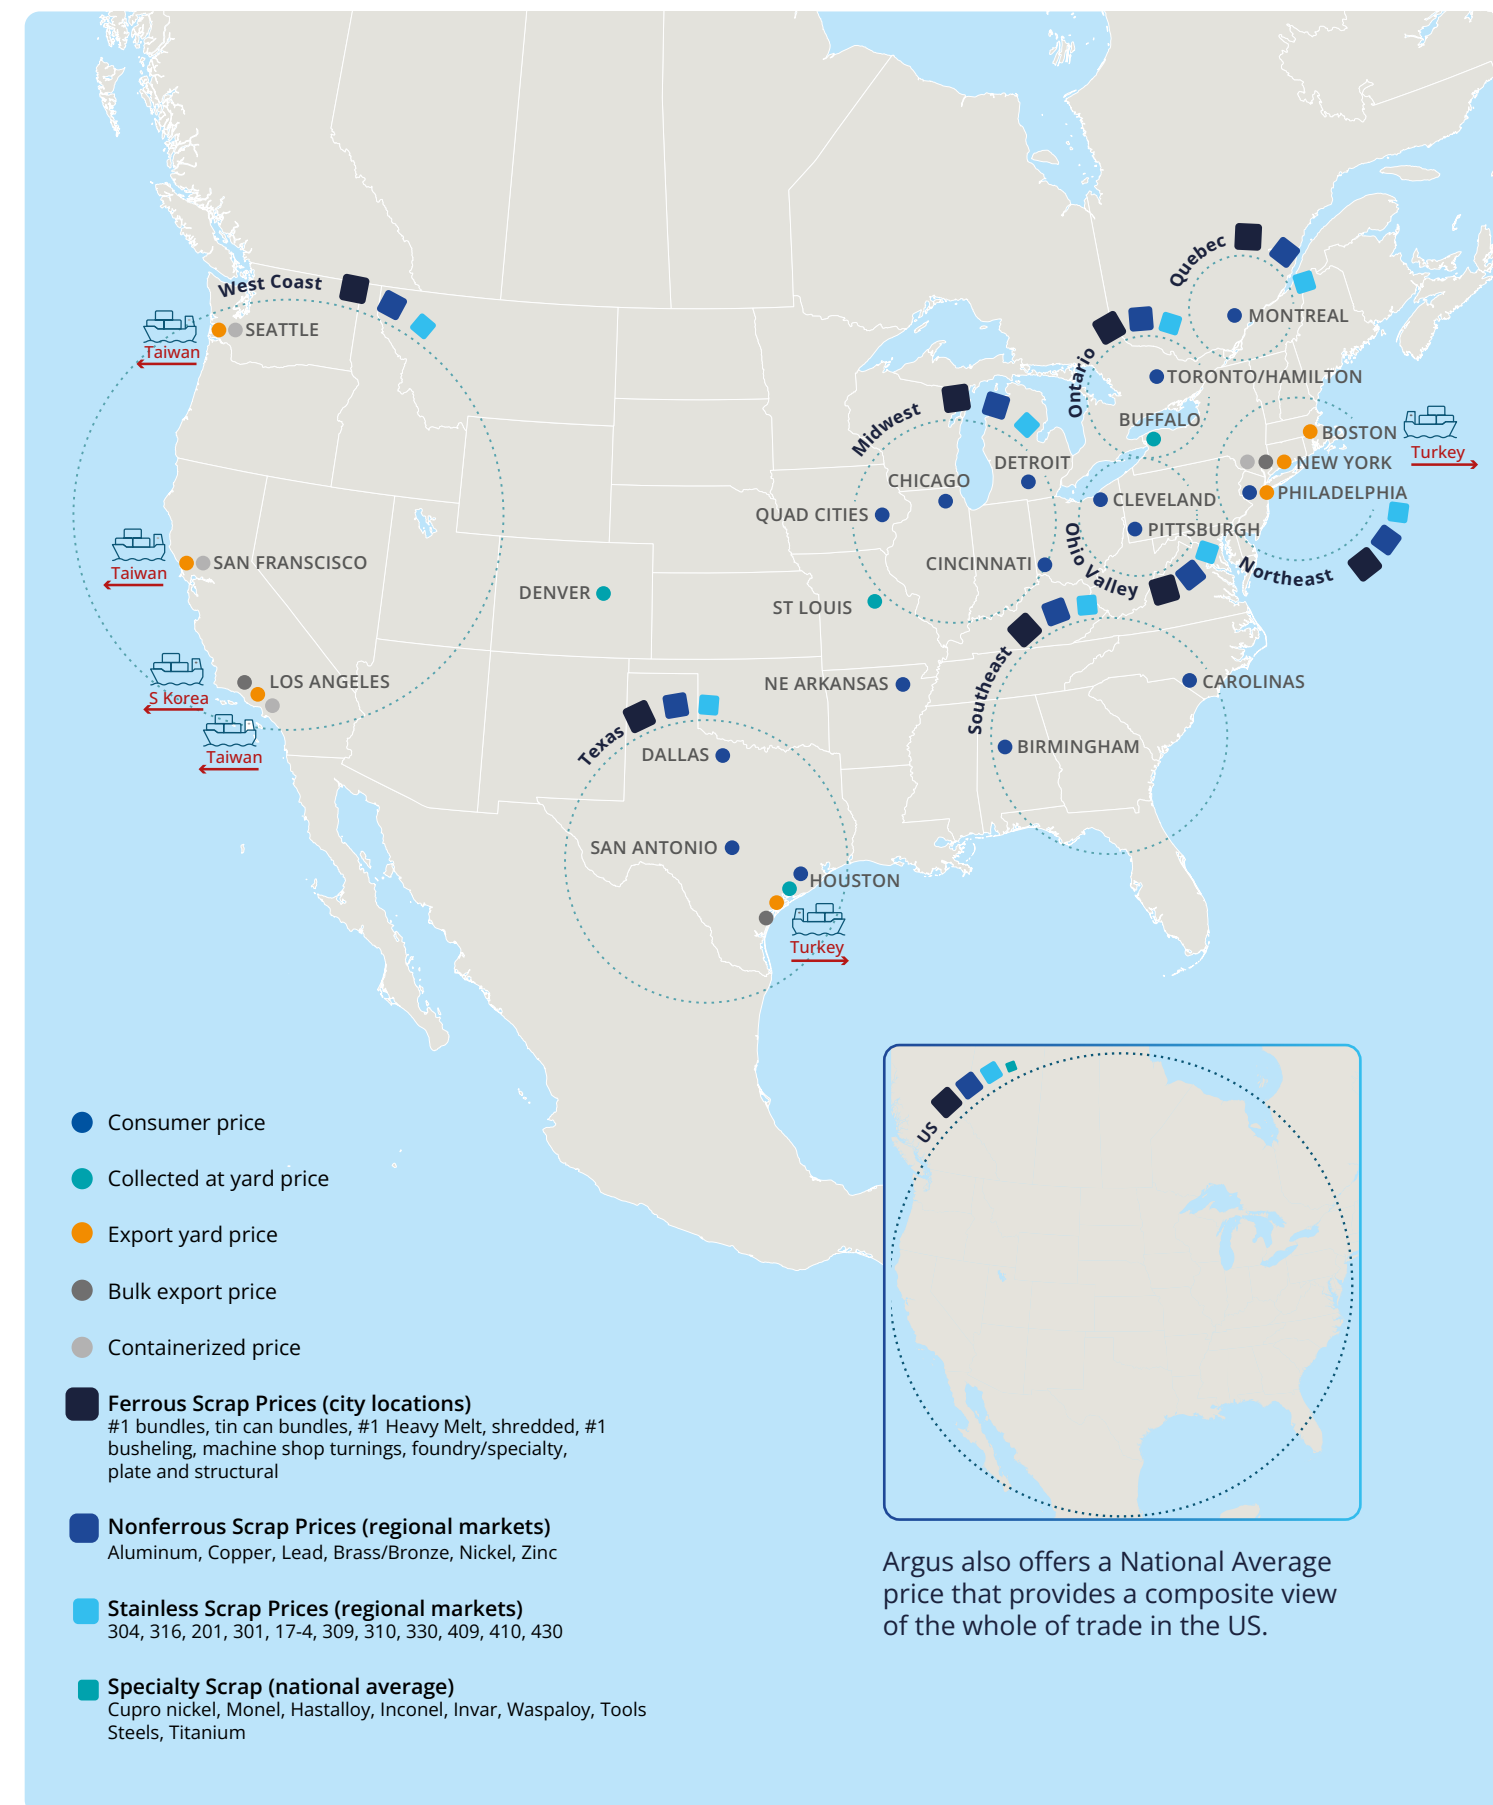 Quebec
MONTREAL
West Coast
SEATTLE
Taiwan
Ontario
TORONTO/HAMILTON
BUFFALO
Midwest
BOSTON
Turkey
NEW YORK
DETROIT
CHICAGO
CLEVELAND
PHILADELPHIA
QUAD CITIES
PITTSBURGH
SAN FRANSCISCO
Taiwan
CINCINNATI
Ohio Valley
Northeast
DENVER
ST LOUIS
Southeast
LOS ANGELES
S Korea
NE ARKANSAS
CAROLINAS
Taiwan
Texas
DALLAS
BIRMINGHAM
SAN ANTONIO
HOUSTON
Turkey
US
Consumer price
Collected at yard price
Export yard price
Bulk export price
Containerized price
Ferrous Scrap Prices (city locations)
#1 bundles, tin can bundles, #1 Heavy Melt, shredded, #1
busheling, machine shop turnings, foundry/specialty,
plate and structural
Nonferrous Scrap Prices (regional markets)
Aluminum, Copper, Lead, Brass/Bronze, Nickel, Zinc
Stainless Scrap Prices (regional markets)
304, 316, 201, 301, 17-4, 309, 310, 330, 409, 410, 430
Specialty Scrap (national average)
Cupro nickel, Monel, Hastalloy, Inconel, Invar, Waspaloy, Tools
Steels, Titanium
Argus also offers a National Average
price that provides a composite view
of the whole of trade in the US.